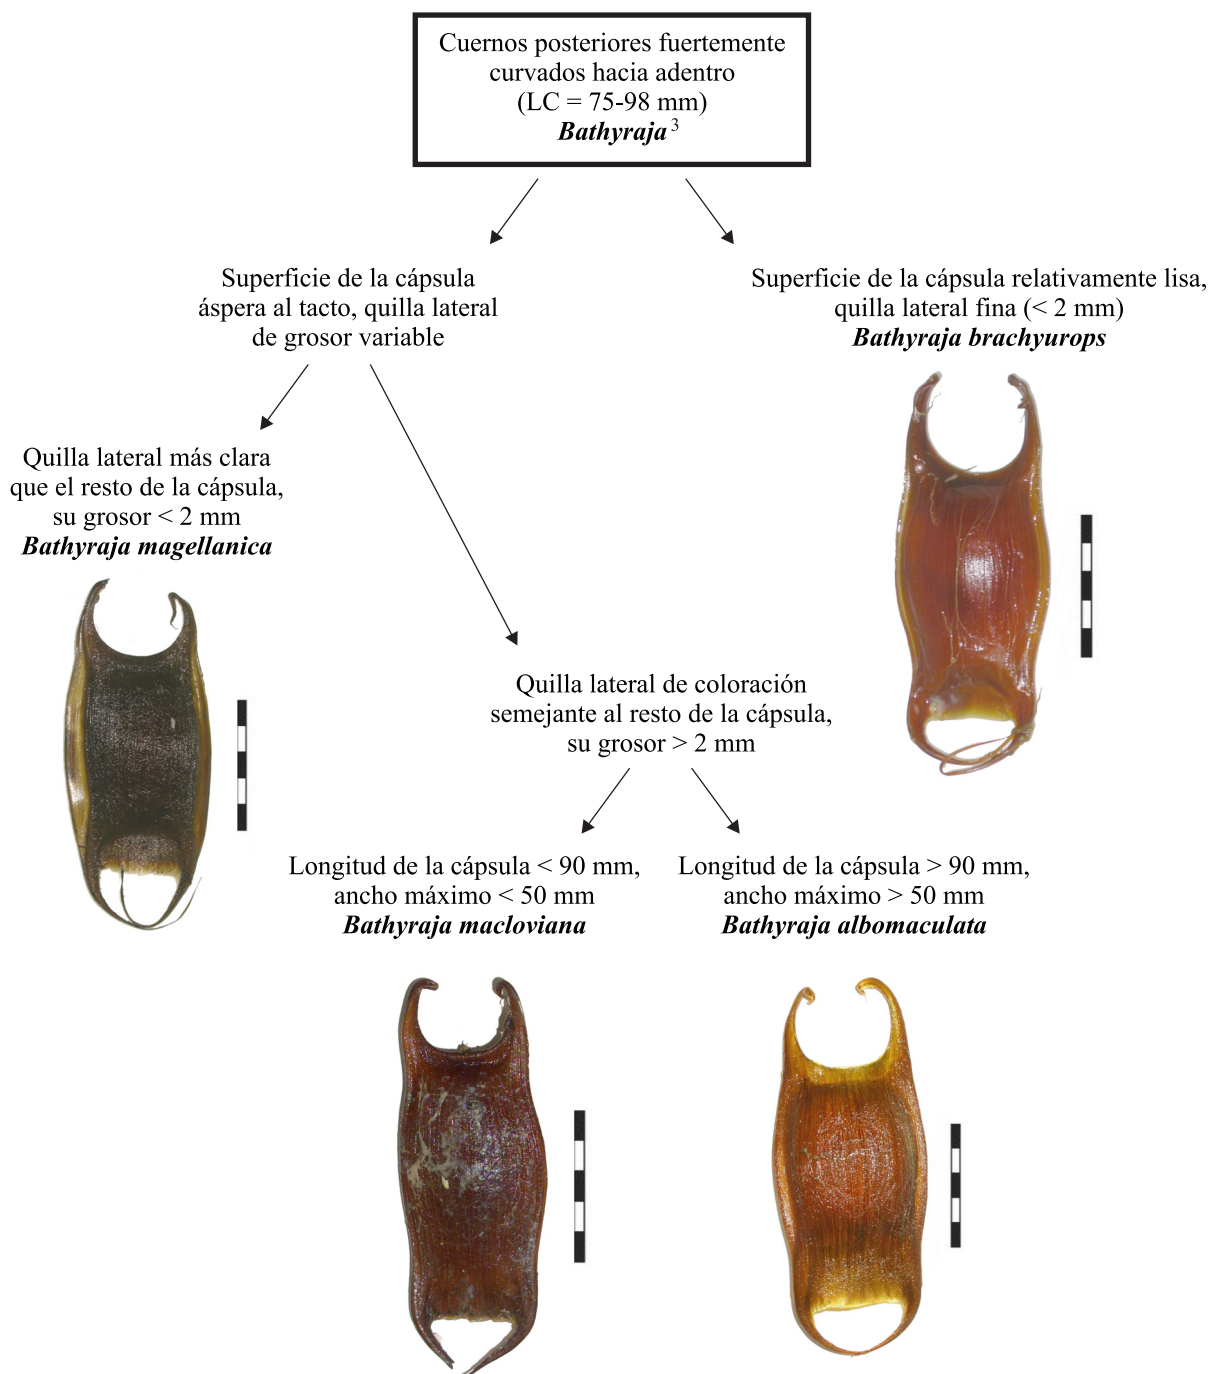 Cuernos posteriores fuertemente
curvados hacia adentro
(LC = 75-98 mm)
Bathyraja 3
Superficie de la cápsula
áspera al tacto, quilla lateral
de grosor variable
Superficie de la cápsula relativamente lisa,
quilla lateral fina (< 2 mm)
Bathyraja brachyurops
Quilla lateral más clara
que el resto de la cápsula,
su grosor < 2 mm
Bathyraja magellanica
Quilla lateral de coloración
semejante al resto de la cápsula,
su grosor > 2 mm
Longitud de la cápsula < 90 mm,
ancho máximo < 50 mm
Bathyraja macloviana
Longitud de la cápsula > 90 mm,
ancho máximo > 50 mm
Bathyraja albomaculata